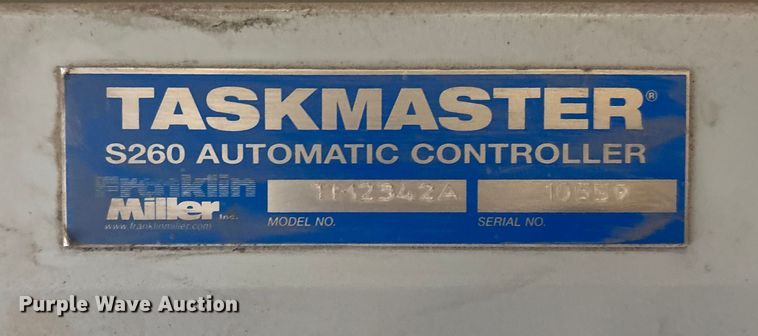 TASKMASTER®
S260 AUTOMATIC CONTROLLER
Franklin
Miller Inc.
TM2342A 10559
MODEL NO. SERIAL NO.
www.franklinmiller.com
Purple Wave Auction